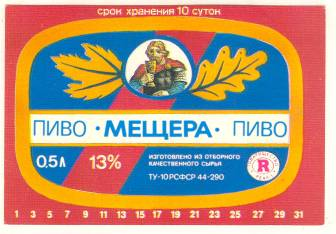 СРОК ХРАНЕНИЯ 10 СУТОК
ПИВО · МЕЩЕРА · ПИВО
0,5 л 13% ИЗГОТОВЛЕНО ИЗ ОТБОРНОГО
КАЧЕСТВЕННОГО СЫРЬЯ
ТУ-10 РСФСР 44-290
R
1 3 5 7 9 11 13 15 17 19 21 23 25 27 29 31